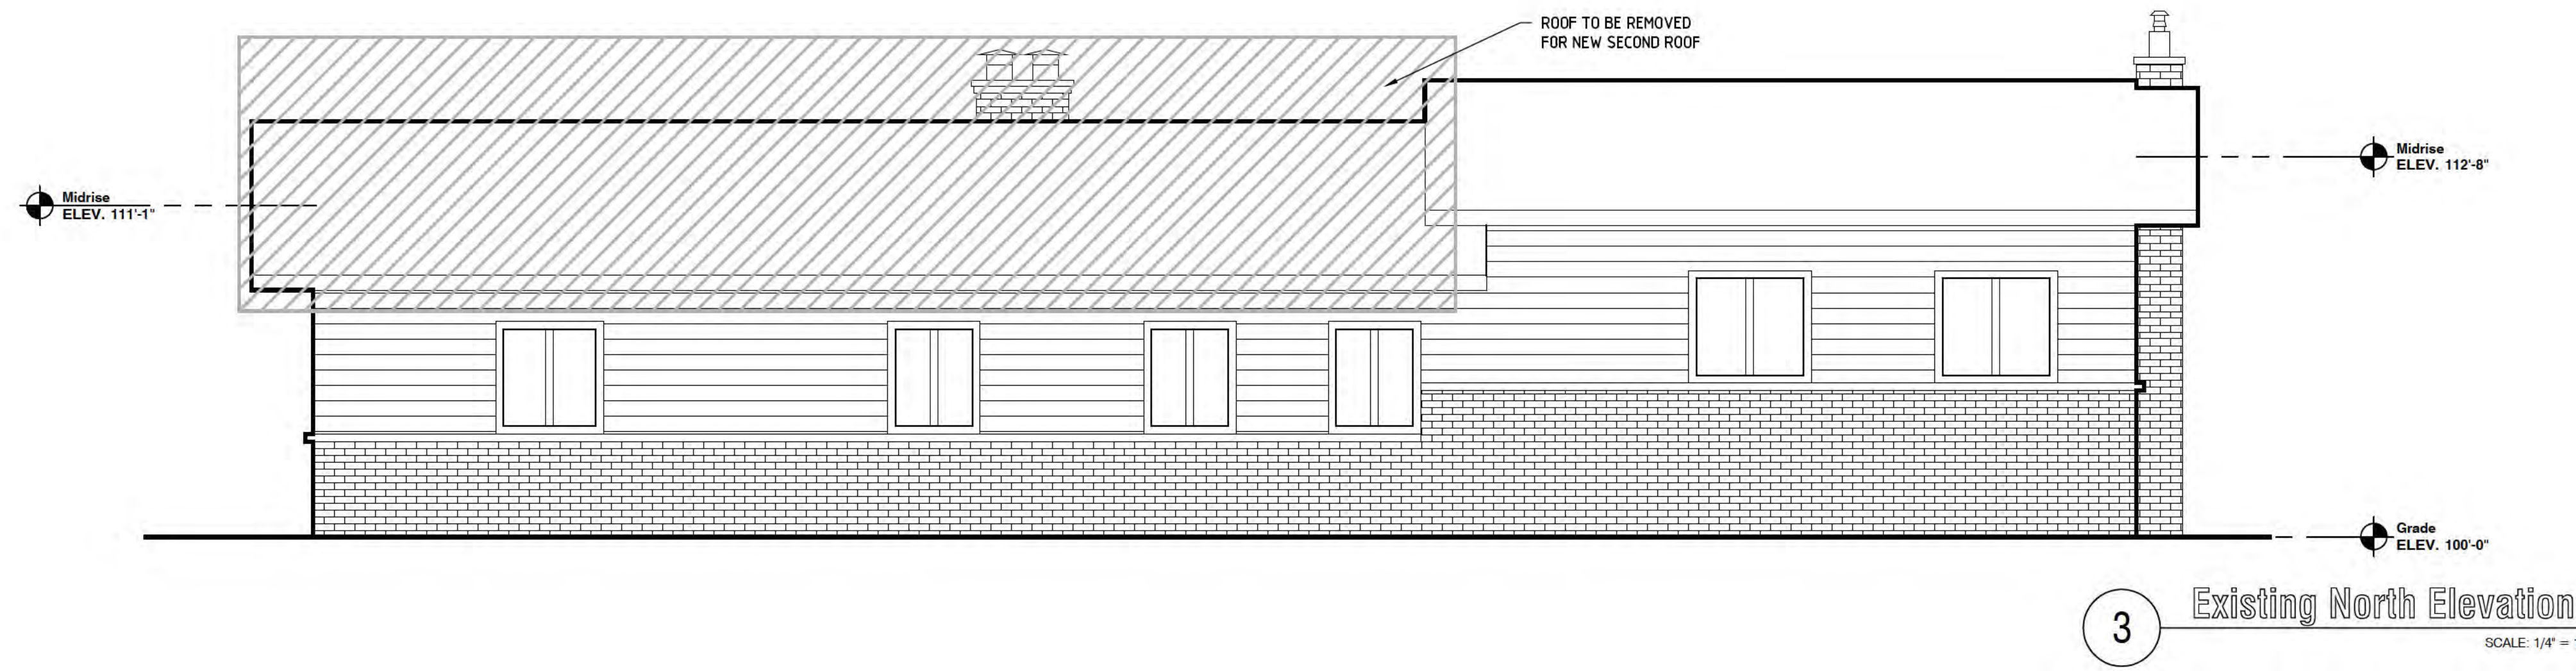 ROOF TO BE REMOVED
FOR NEW SECOND ROOF
Midrise
ELEV. 112'-8"
Midrise
ELEV. 111'-1"
Grade
ELEV. 100'-0"
3
Existing North Elevation
SCALE: 1/4" =